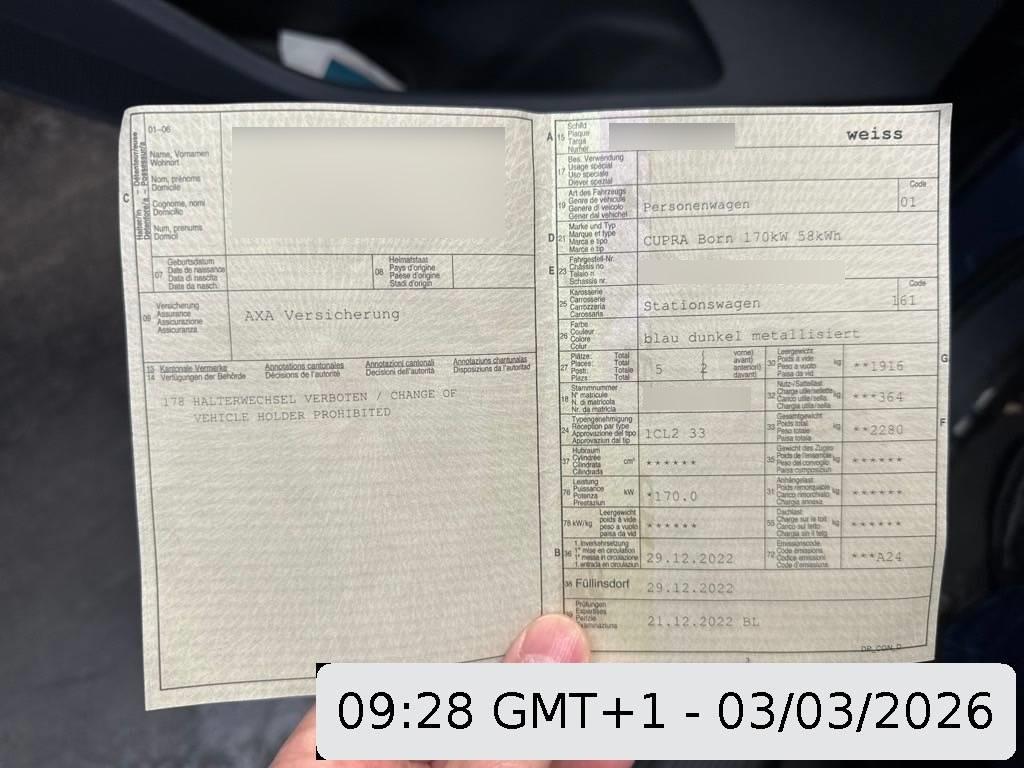 01-06
Halter/in - Détenteur/euse
Detentore/a - Possessur/a
C
Name, Vornamen
Wohnort
Nom, prénoms
Domicile
Cognome, nomi
Domicilio
Num, prenums
Domicil
07
Geburtsdatum
Date de naissance
Data di nascita
Data da nasch.
08
Heimatstaat
Pays d'origine
Paese d'origine
Stadi d'origin
09
Versicherung
Assurance
Assicurazione
Assicuranza
AXA Versicherung
13 Kantonale Vermerke
14 Verfügungen der Behörde
Annotations cantonales
Décisions de l'autorité
Annotazioni cantonali
Decisioni dell'autorità
Annotaziuns chantunalas
Disposiziuns da l'autoritad
178 HALTERWECHSEL VERBOTEN / CHANGE OF
VEHICLE HOLDER PROHIBITED
A 15
Schild
Plaque
Targa
Numer
weiss
17
Bes. Verwendung
Usage spécial
Uso speciale
Diever spezial
19
Art des Fahrzeugs
Genre de véhicule
Genere di veicolo
Gener dal vehichel
Personenwagen
Code
01
D 21
Marke und Typ
Marque et type
Marca e tipo
Marca e tip
CUPRA Born 170kW 58kWh
E 23
Fahrgestell-Nr.
Châssis no
Telaio n.
Schassis nr.
25
Karosserie
Carrosserie
Carrozzeria
Carossaria
Stationswagen
Code
161
26
Farbe
Couleur
Colore
Colur
blau dunkel metallisiert
27
Plätze: Total
Places: Total
Posti: Totale
Plazs: Total
5
( vorne)
( avant)
( anteriori)
( davant)
2
30
Leergewicht
Poids à vide
Peso a vuoto
Paisa da vid
kg
**1916
G
18
Stammnummer
N° matricule
N. di matricola
Nr. da matricla
32
Nutz-/Sattellast
Charge utile/sellette
Carico utile/sella
Chargia utila/sella
kg
***364
24
Typengenehmigung
Réception par type
Approvazione del tipo
Approvaziun dal tip
1CL2 33
33
Gesamtgewicht
Poids total
Peso totale
Paisa totala
kg
**2280
F
37
Hubraum
Cylindrée
Cilindrata
Cilindrada
cm³
******
35
Gewicht des Zuges
Poids de l'ensemble
Peso del convoglio
Paisa cumposiziun
kg
******
76
Leistung
Puissance
Potenza
Prestaziun
kW
*170.0
31
Anhängelast
Poids remorquable
Carico rimorchiato
Chargia annexa
kg
******
78 kW/kg
Leergewicht
poids à vide
peso a vuoto
paisa da vid
******
55
Dachlast
Charge sur le toit
Carico sul tetto
Chargia sin il tetg
kg
******
B 36
1. Inverkehrsetzung
1re mise en circulation
1a messa in circolazione
1. entrada en circulaziun
29.12.2022
72
Emissionscode
Code émissions
Codice emissioni
Code d'emissiuns
***A24
38 Füllinsdorf
29.12.2022
39
Prüfungen
Expertises
Perizie
Examinaziuns
21.12.2022 BL
09:28 GMT+1 - 03/03/2026